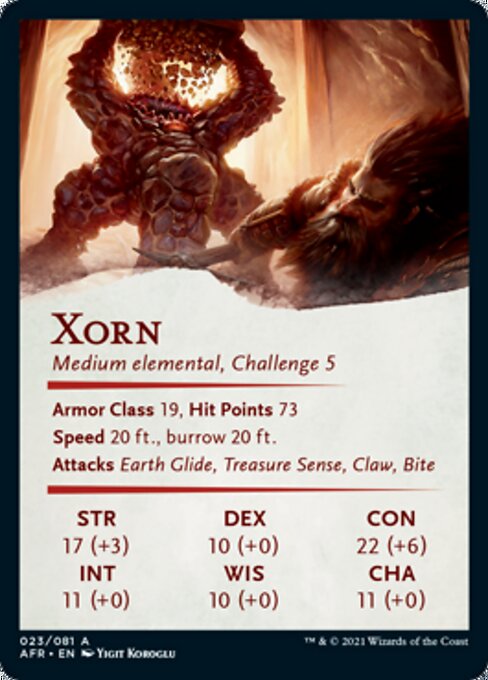 Xorn
Medium elemental, Challenge 5
Armor Class 19, Hit Points 73
Speed 20 ft., burrow 20 ft.
Attacks Earth Glide, Treasure Sense, Claw, Bite
STR DEX CON
17 (+3) 10 (+0) 22 (+6)
INT WIS CHA
11 (+0) 10 (+0) 11 (+0)
023/081 A
AFR • EN Yigit Koroglu
™ & © 2021 Wizards of the Coast